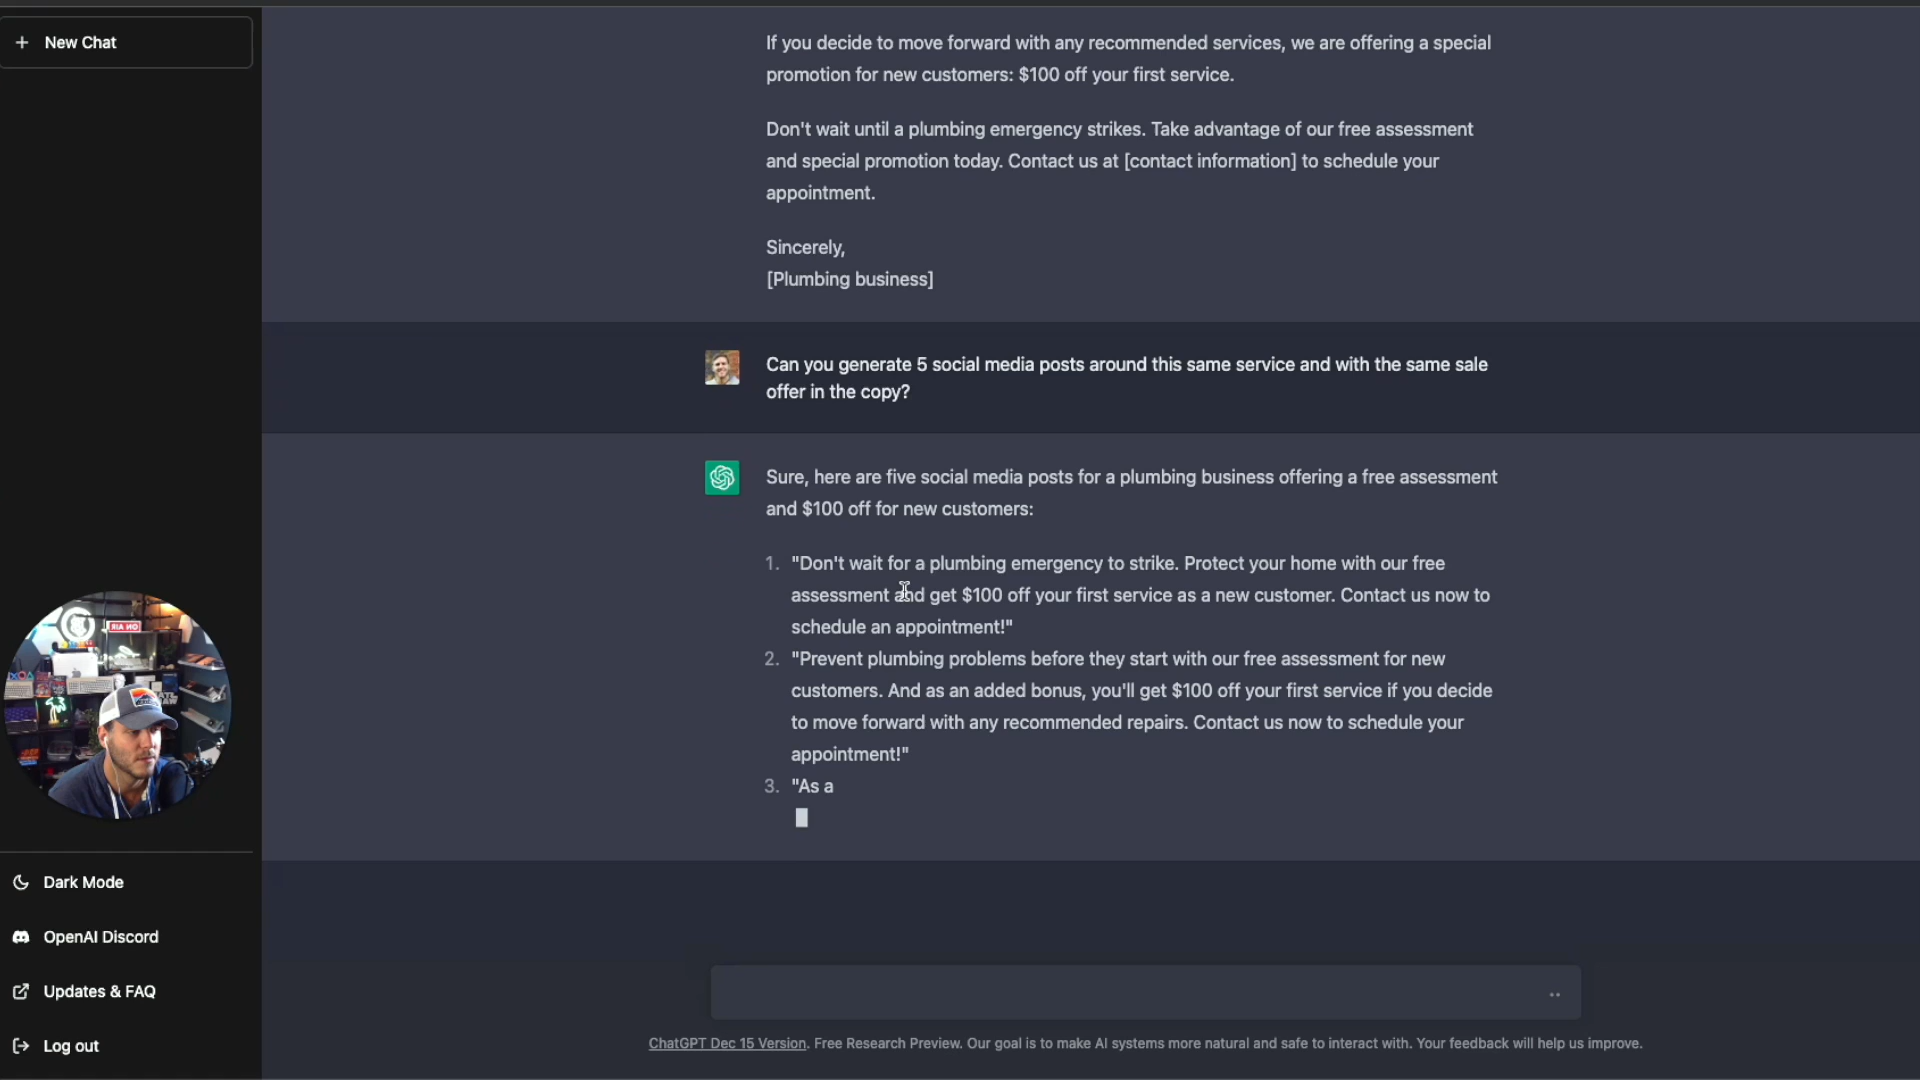 New Chat
If you decide to move forward with any recommended services, we are offering a special
promotion for new customers: $100 off your first service.
Don't wait until a plumbing emergency strikes. Take advantage of our free assessment
and special promotion today. Contact us at [contact information] to schedule your
appointment.
Sincerely,
[Plumbing business]
Can you generate 5 social media posts around this same service and with the same sale
offer in the copy?
Sure, here are five social media posts for a plumbing business offering a free assessment
and $100 off for new customers:
1. "Don't wait for a plumbing emergency to strike. Protect your home with our free
assessment and get $100 off your first service as a new customer. Contact us now to
schedule an appointment!"
2. "Prevent plumbing problems before they start with our free assessment for new
customers. And as an added bonus, you'll get $100 off your first service if you decide
to move forward with any recommended repairs. Contact us now to schedule your
appointment!"
3. "As a
Dark Mode
OpenAI Discord
Updates & FAQ
Log out
ChatGPT Dec 15 Version. Free Research Preview. Our goal is to make AI systems more natural and safe to interact with. Your feedback will help us improve.